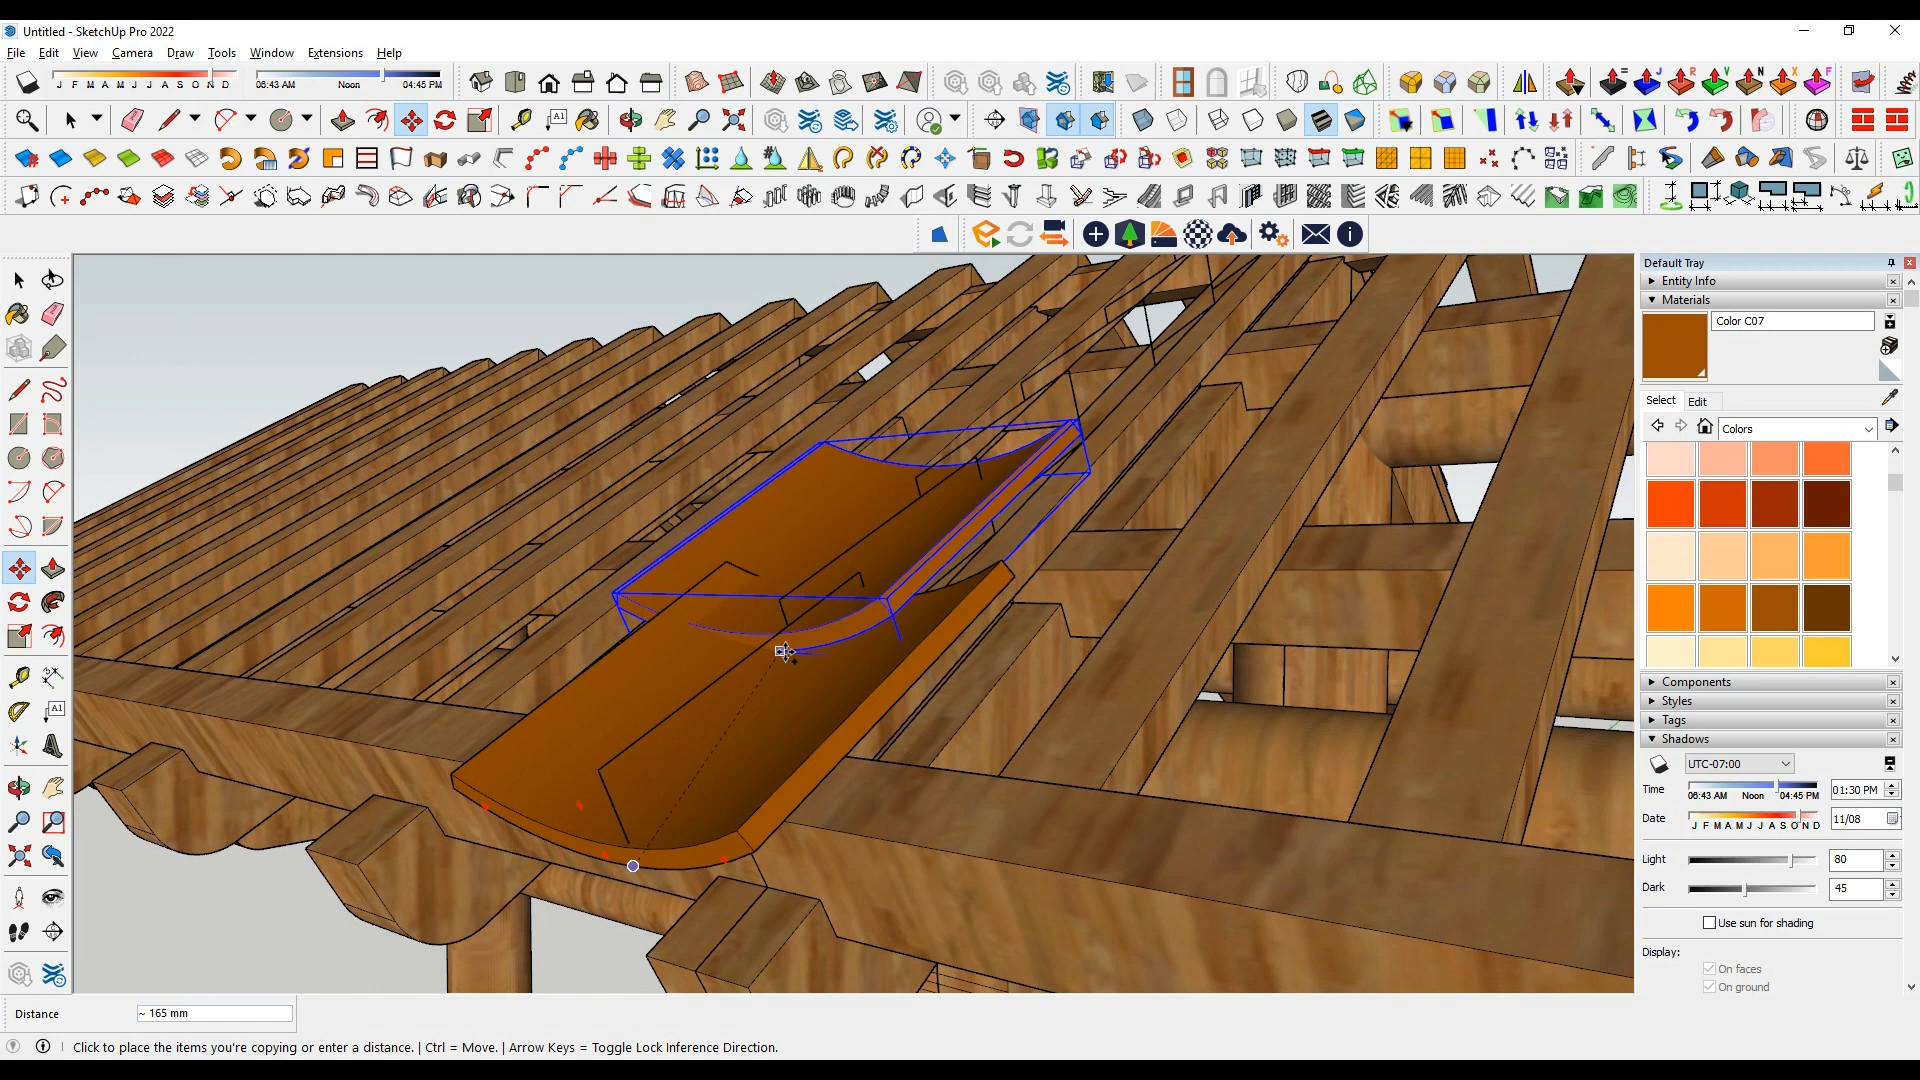 Untitled - SketchUp Pro 2022
File Edit View Camera Draw Tools Window Extensions Help
J F M A M J J A S O N D
06:43 AM Noon 04:45 PM
A1
Default Tray
Entity Info
Materials
Color C07
Select Edit
Colors
A1
Components
Styles
Tags
Shadows
UTC-07:00
Time 06:43 AM Noon 04:45 PM 01:30 PM
Date J F M A M J J A S O N D 11/08
Light 80
Dark 45
Use sun for shading
Display:
On faces
On ground
Distance ~ 165 mm
Click to place the items you're copying or enter a distance. | Ctrl = Move. | Arrow Keys = Toggle Lock Inference Direction.